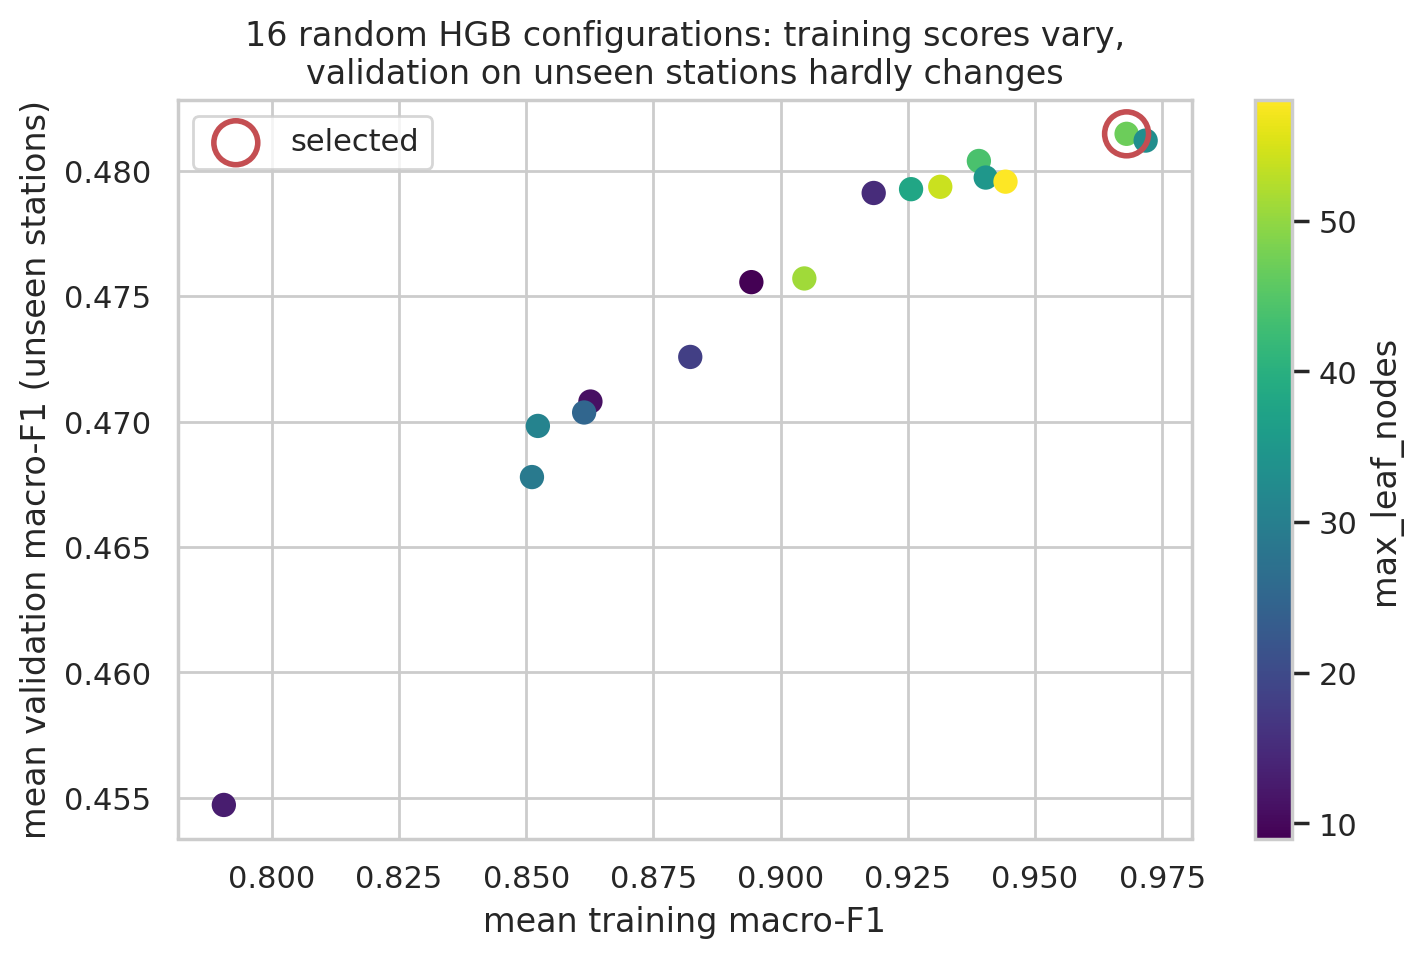 16 random HGB configurations: training scores vary,
validation on unseen stations hardly changes
selected
mean validation macro-F1 (unseen stations)
0.480
0.475
0.470
0.465
0.460
0.455
0.800 0.825 0.850 0.875 0.900 0.925 0.950 0.975
mean training macro-F1
50
40
30
20
10
max_leaf_nodes